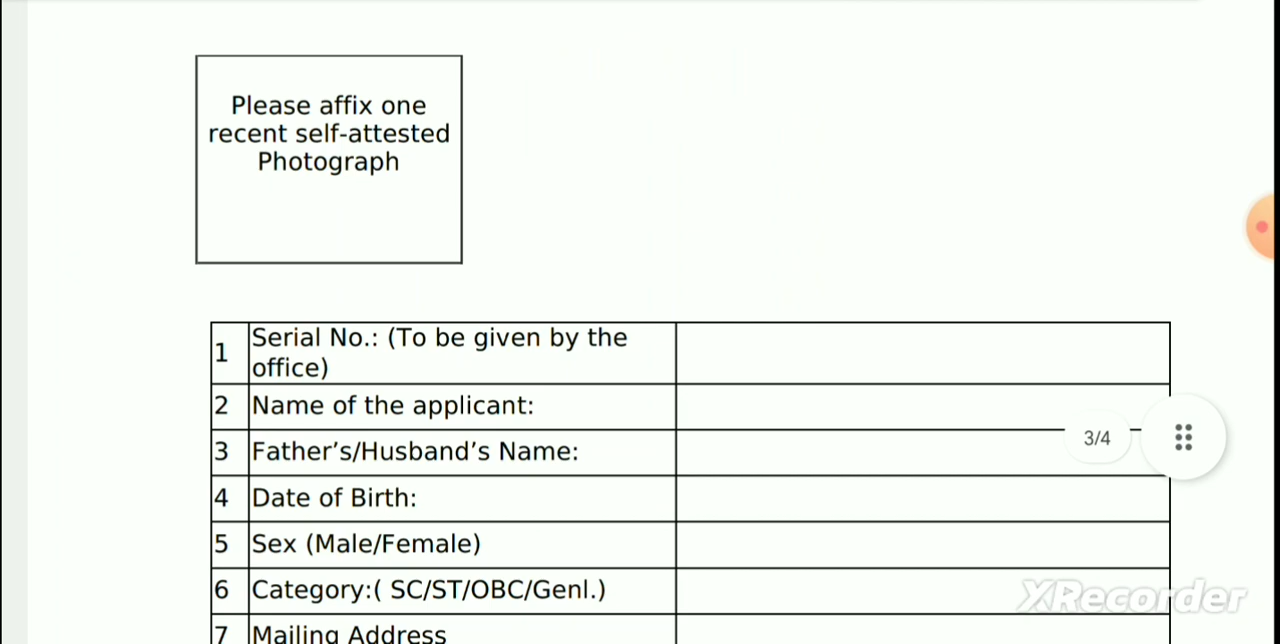 Please affix one
recent self-attested
Photograph
1 Serial No.: (To be given by the
office)
2 Name of the applicant:
3 Father’s/Husband’s Name:
3/4
4 Date of Birth:
5 Sex (Male/Female)
6 Category:( SC/ST/OBC/Genl.)
XRecorder
7 Mailing Address